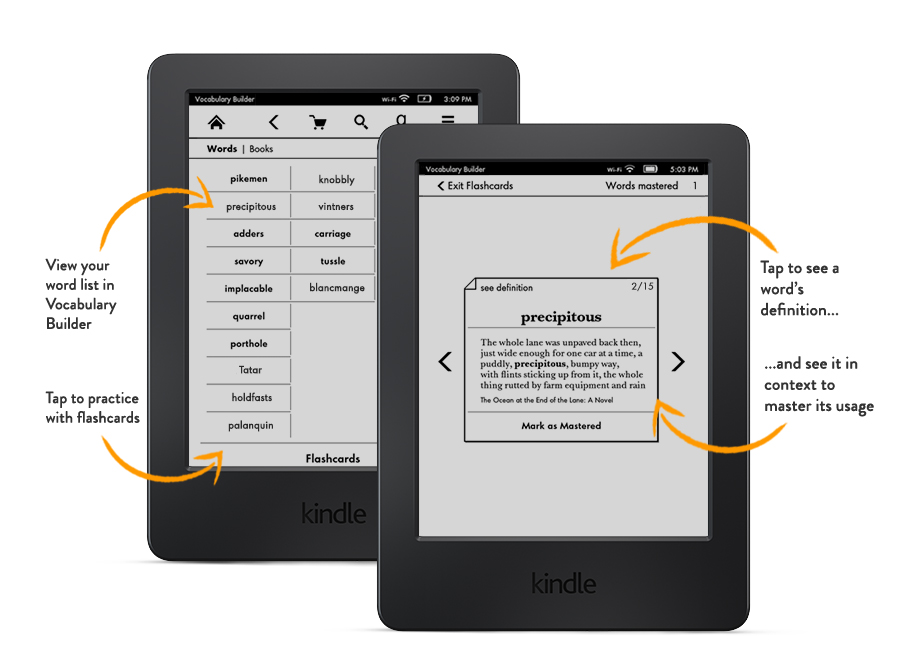 Vocabulary Builder
Wi-Fi 3:09 PM
Words | Books
pikemen knobbly
precipitous vintners
adders carriage
savory tussle
implacable blancmange
quarrel
porthole
Tatar
holdfasts
palanquin
Flashcards
kindle
View your
word list in
Vocabulary
Builder
Tap to practice
with flashcards
Vocabulary Builder
Wi-Fi 5:03 PM
Exit Flashcards Words mastered 1
see definition 2/15
precipitous
The whole lane was unpaved back then,
just wide enough for one car at a time, a
puddly, precipitous, bumpy way,
with flints sticking up from it, the whole
thing rutted by farm equipment and rain
The Ocean at the End of the Lane: A Novel
Mark as Mastered
kindle
Tap to see a
word's
definition...
...and see it in
context to
master its usage